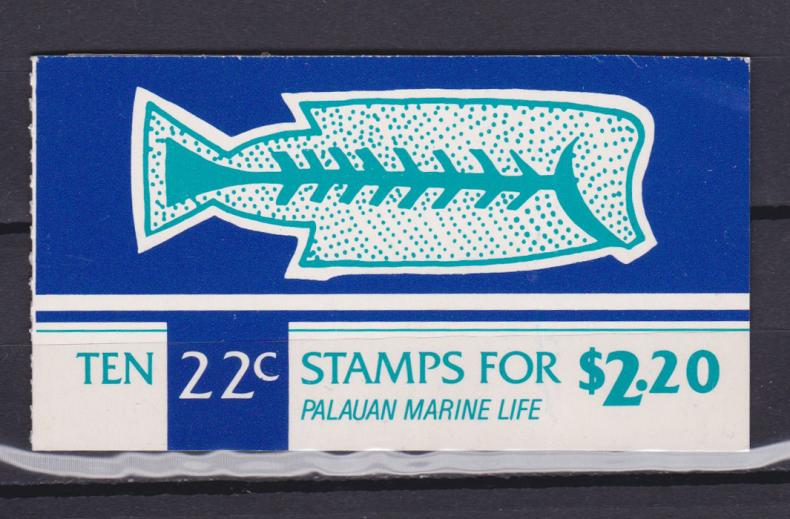 TEN 22c STAMPS FOR $2.20
PALAUAN MARINE LIFE